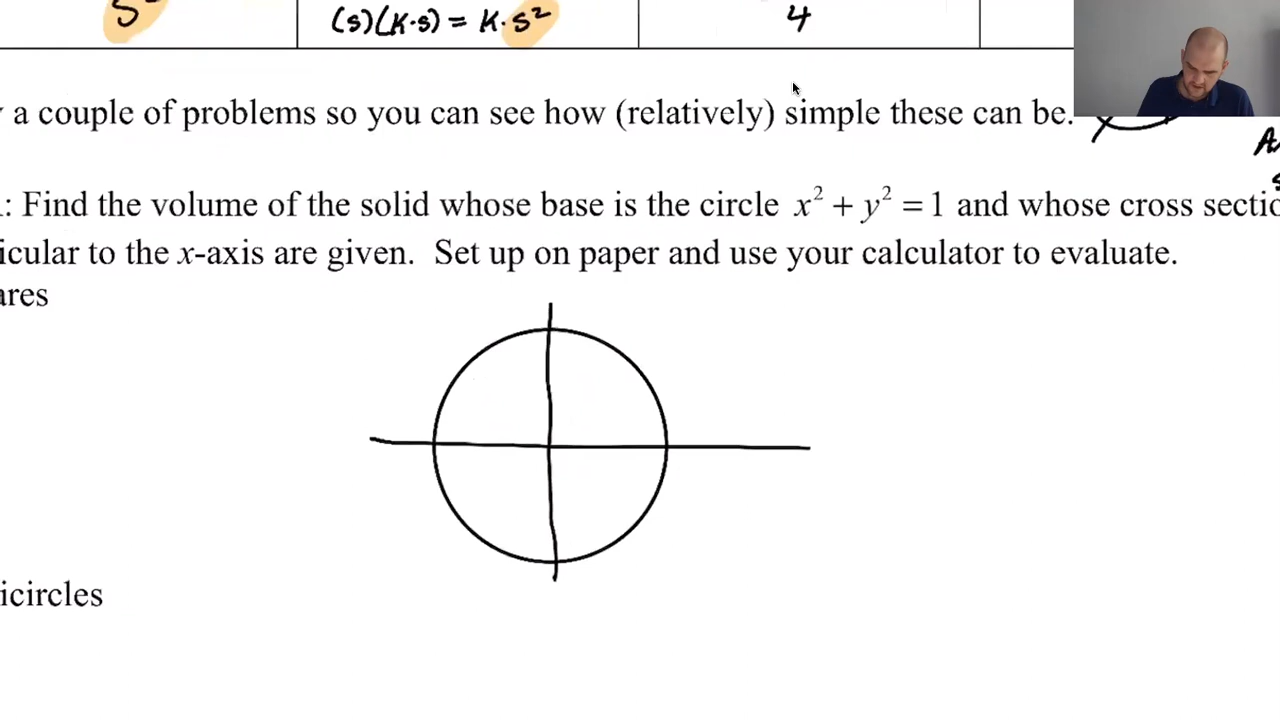 (s)(K·s) = K·s²
4
a couple of problems so you can see how (relatively) simple these can be.
: Find the volume of the solid whose base is the circle x² + y² = 1 and whose cross sectio
icular to the x-axis are given. Set up on paper and use your calculator to evaluate.
ares
icircles